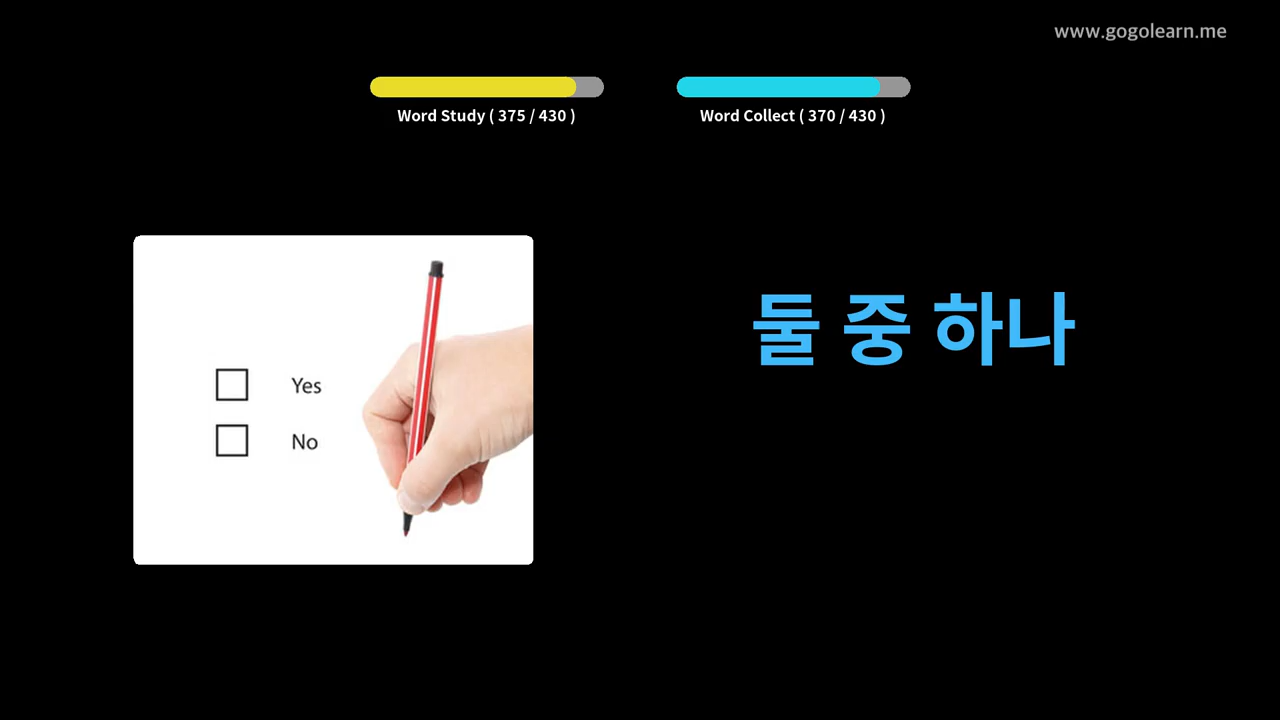 www.gogolearn.me
Word Study ( 375 / 430 )
Word Collect ( 370 / 430 )
Yes
No
둘 중 하나